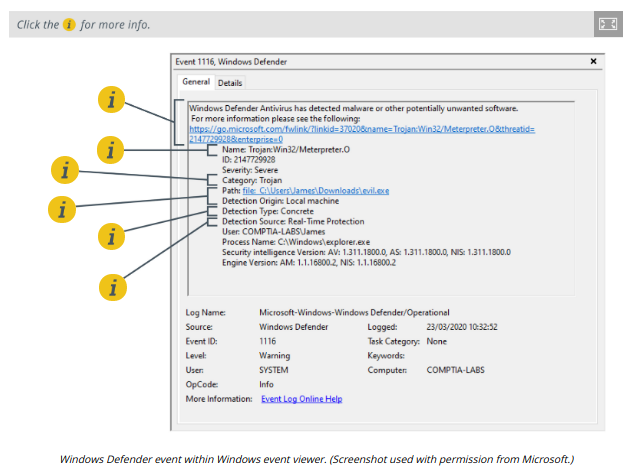 Click the i for more info.
Event 1116, Windows Defender
General Details
Windows Defender Antivirus has detected malware or other potentially unwanted software.
For more information please see the following:
https://go.microsoft.com/fwlink/?linkid=37020&name=Trojan:Win32/Meterpreter.O&threatid=
2147729928&enterprise=0
Name: Trojan:Win32/Meterpreter.O
ID: 2147729928
Severity: Severe
Category: Trojan
Path: file:_C:\Users\James\Downloads\evil.exe
Detection Origin: Local machine
Detection Type: Concrete
Detection Source: Real-Time Protection
User: COMPTIA-LABS\James
Process Name: C:\Windows\explorer.exe
Security intelligence Version: AV: 1.311.1800.0, AS: 1.311.1800.0, NIS: 1.311.1800.0
Engine Version: AM: 1.1.16800.2, NIS: 1.1.16800.2
i
i
i
i
i
i
Log Name: Microsoft-Windows-Windows Defender/Operational
Source: Windows Defender Logged: 23/03/2020 10:32:52
Event ID: 1116 Task Category: None
Level: Warning Keywords:
User: SYSTEM Computer: COMPTIA-LABS
OpCode: Info
More Information: Event Log Online Help
Windows Defender event within Windows event viewer. (Screenshot used with permission from Microsoft.)